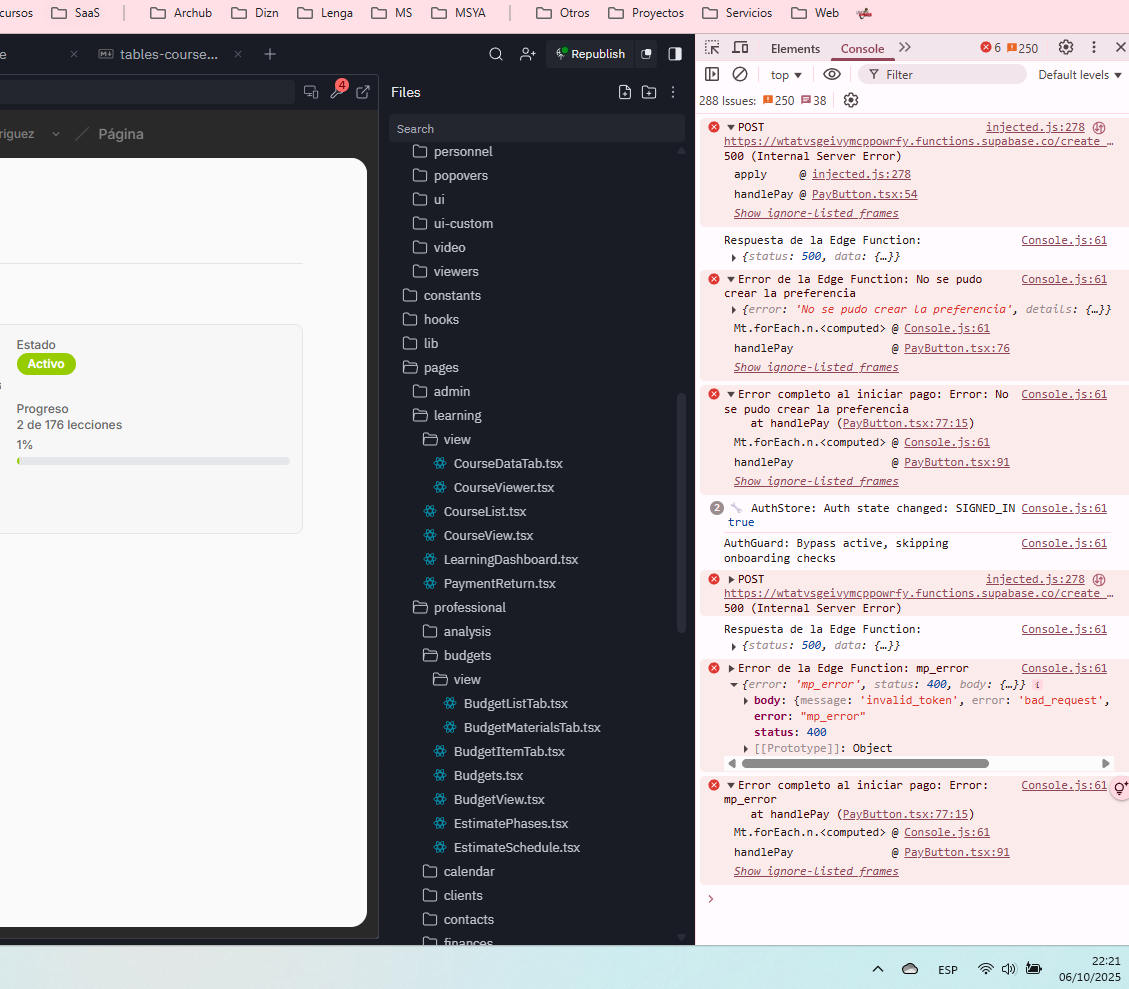 cursos SaaS Archub Dizn Lenga MS MSYA Otros Proyectos Servicios Web
e tables-course...
Republish
4
riguez Página
Estado
Activo
Progreso
2 de 176 lecciones
1%
Files
Search
personnel
popovers
ui
ui-custom
video
viewers
constants
hooks
lib
pages
admin
learning
view
CourseDataTab.tsx
CourseViewer.tsx
CourseList.tsx
CourseView.tsx
LearningDashboard.tsx
PaymentReturn.tsx
professional
analysis
budgets
view
BudgetListTab.tsx
BudgetMaterialsTab.tsx
BudgetItemTab.tsx
Budgets.tsx
BudgetView.tsx
EstimatePhases.tsx
EstimateSchedule.tsx
calendar
clients
contacts
finances
Elements Console 6 250
top Filter Default levels
288 Issues: 250 38
POST injected.js:278
https://wtatvsgeivymcppowrfy.functions.supabase.co/create_…
500 (Internal Server Error)
apply @ injected.js:278
handlePay @ PayButton.tsx:54
Show ignore-listed frames
Respuesta de la Edge Function: Console.js:61
{status: 500, data: {…}}
Error de la Edge Function: No se pudo Console.js:61
crear la preferencia
{error: 'No se pudo crear la preferencia', details: {…}}
Mt.forEach.n.<computed> @ Console.js:61
handlePay @ PayButton.tsx:76
Show ignore-listed frames
Error completo al iniciar pago: Error: No Console.js:61
se pudo crear la preferencia
at handlePay (PayButton.tsx:77:15)
Mt.forEach.n.<computed> @ Console.js:61
handlePay @ PayButton.tsx:91
Show ignore-listed frames
2 AuthStore: Auth state changed: SIGNED_IN Console.js:61
true
AuthGuard: Bypass active, skipping Console.js:61
onboarding checks
POST injected.js:278
https://wtatvsgeivymcppowrfy.functions.supabase.co/create_…
500 (Internal Server Error)
Respuesta de la Edge Function: Console.js:61
{status: 500, data: {…}}
Error de la Edge Function: mp_error Console.js:61
{error: 'mp_error', status: 400, body: {…}} i
body: {message: 'invalid_token', error: 'bad_request',
error: "mp_error"
status: 400
[[Prototype]]: Object
Error completo al iniciar pago: Error: Console.js:61
mp_error
at handlePay (PayButton.tsx:77:15)
Mt.forEach.n.<computed> @ Console.js:61
handlePay @ PayButton.tsx:91
Show ignore-listed frames
ESP
22:21
06/10/2025